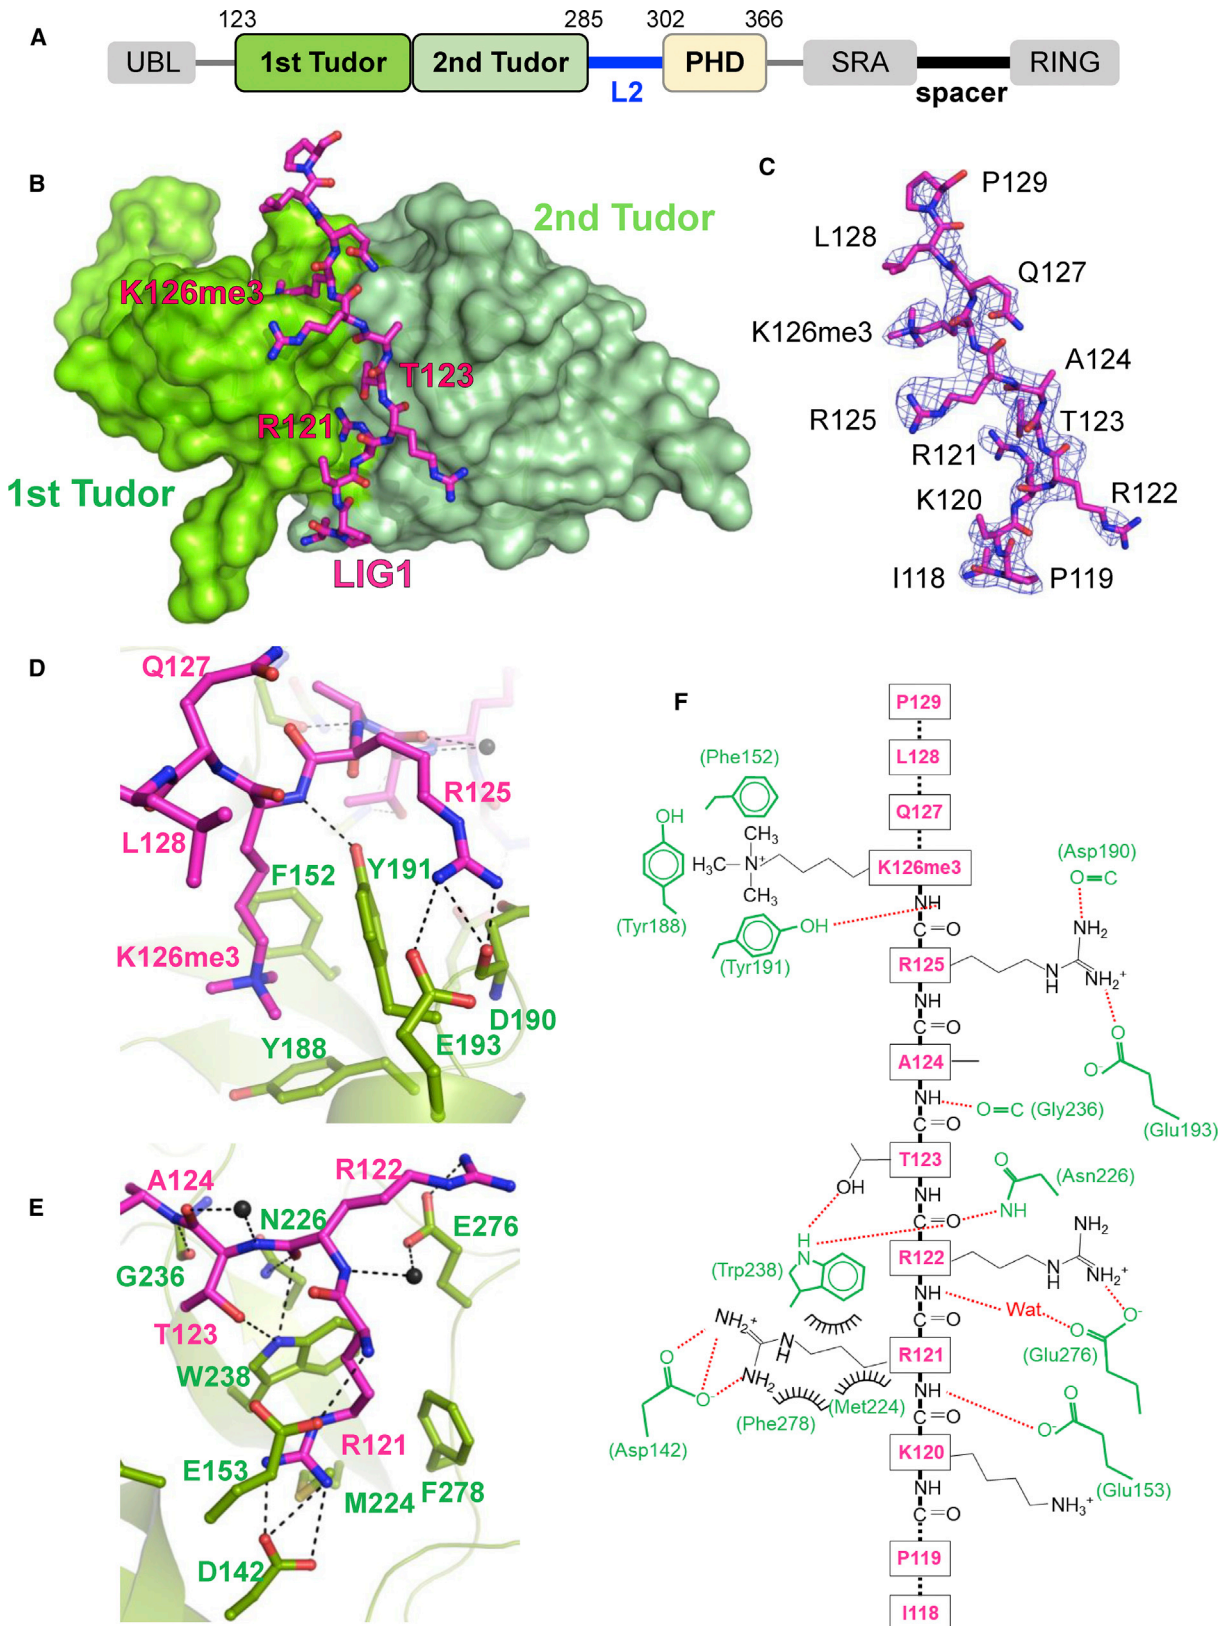 A
123 285 302 366
UBL 1st Tudor 2nd Tudor L2 PHD SRA spacer RING
B
2nd Tudor
K126me3
T123
R121
1st Tudor
LIG1
C
P129
L128
Q127
K126me3
A124
R125
T123
R121
K120
R122
I118
P119
D
Q127
R125
L128
Y191
F152
K126me3
D190
E193
Y188
E
A124
R122
N226
E276
G236
T123
W238
R121
E153
M224
F278
D142
F
P129
L128
(Phe152)
Q127
OH
CH₃
H₃C N⁺
CH₃
K126me3
(Asp190)
O=C
NH
OH
(Tyr188)
(Tyr191)
C=O
NH₂
R125
N
H
NH₂⁺
NH
C=O
O
A124
O⁻
NH
O=C (Gly236)
(Glu193)
C=O
T123
O
(Asn226)
OH
NH
NH
C=O
NH₂
H
N
(Trp238)
R122
N
H
NH₂⁺
NH
Wat
O⁻
C=O
O
NH₂⁺
N
H
R121
(Glu276)
O
NH₂
NH
O⁻
(Met224)
O
(Phe278)
C=O
O⁻
(Asp142)
K120
(Glu153)
NH
NH₃⁺
C=O
P119
I118